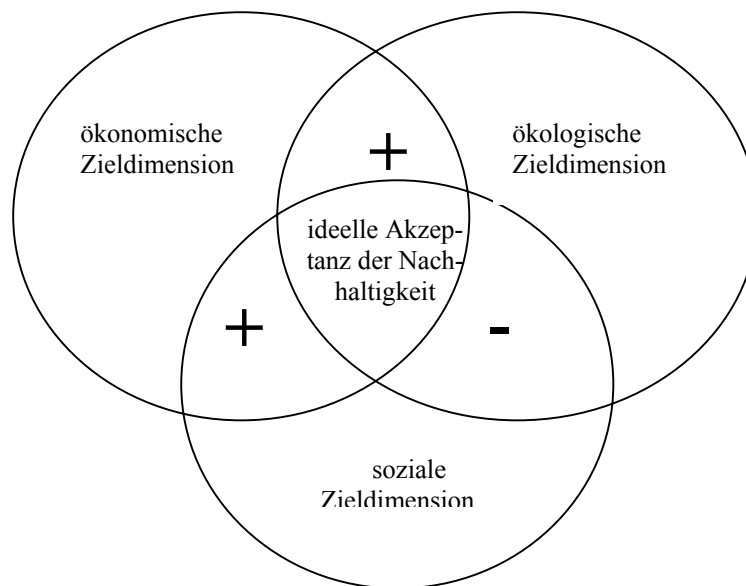 ökonomische
Zieldimension
ökologische
Zieldimension
+
ideelle Akzep-
tanz der Nach-
haltigkeit
+
-
soziale
Zieldimension